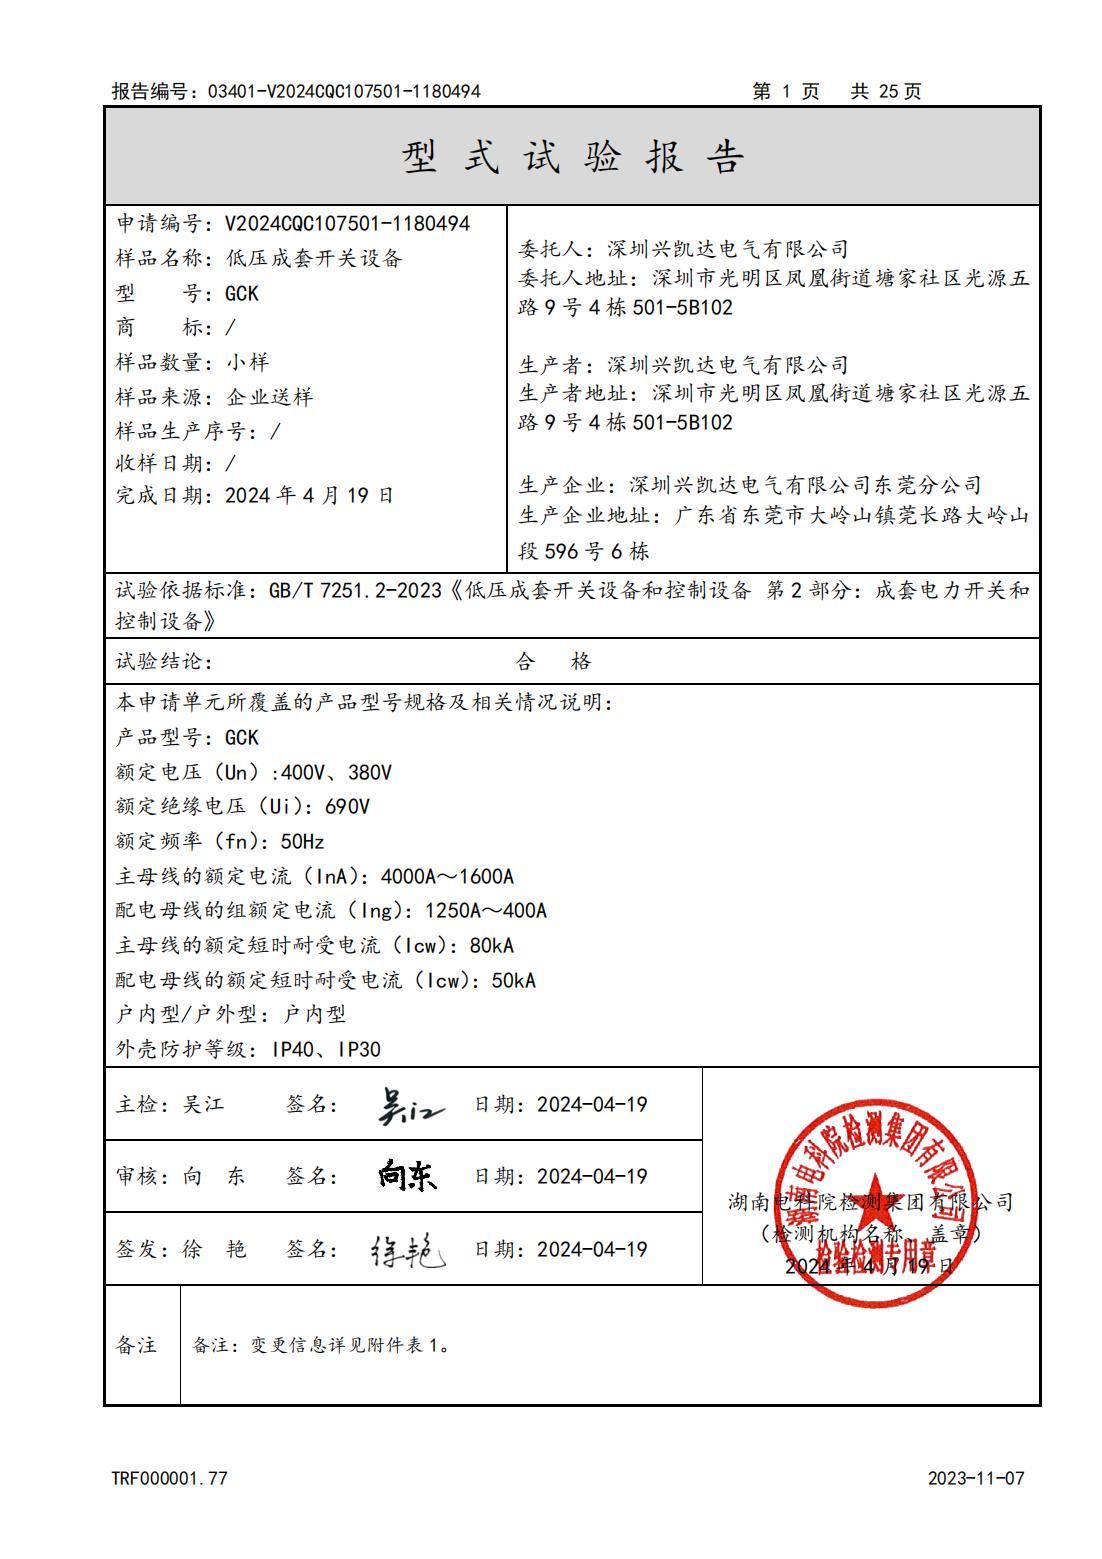 报告编号：03401-V2024CQC107501-1180494 第 1 页 共 25页
型式试验报告
申请编号：V2024CQC107501-1180494
样品名称：低压成套开关设备
型 号：GCK
商 标：/
样品数量：小样
样品来源：企业送样
样品生产序号：/
收样日期：/
完成日期：2024 年 4 月 19 日
委托人：深圳兴凯达电气有限公司
委托人地址：深圳市光明区凤凰街道塘家社区光源五
路 9 号 4 栋 501-5B102
生产者：深圳兴凯达电气有限公司
生产者地址：深圳市光明区凤凰街道塘家社区光源五
路 9 号 4 栋 501-5B102
生产企业：深圳兴凯达电气有限公司东莞分公司
生产企业地址：广东省东莞市大岭山镇莞长路大岭山
段 596 号 6 栋
试验依据标准：GB/T 7251.2-2023《低压成套开关设备和控制设备 第 2 部分：成套电力开关和
控制设备》
试验结论： 合 格
本申请单元所覆盖的产品型号规格及相关情况说明：
产品型号：GCK
额定电压（Un）:400V、380V
额定绝缘电压（Ui）：690V
额定频率（fn）：50Hz
主母线的额定电流（InA）：4000A～1600A
配电母线的组额定电流（Ing）：1250A～400A
主母线的额定短时耐受电流（Icw）：80kA
配电母线的额定短时耐受电流（Icw）：50kA
户内型/户外型：户内型
外壳防护等级：IP40、IP30
主检：吴江 签名：吴江 日期：2024-04-19
审核：向 东 签名：向东 日期：2024-04-19
签发：徐 艳 签名：徐艳 日期：2024-04-19
湖南电科院检测集团有限公司
湖南电科院检测集团有限公司
（检测机构名称、盖章）
检验检测专用章
2024 年 4 月 19 日
备注 备注：变更信息详见附件表 1。
TRF000001.77 2023-11-07